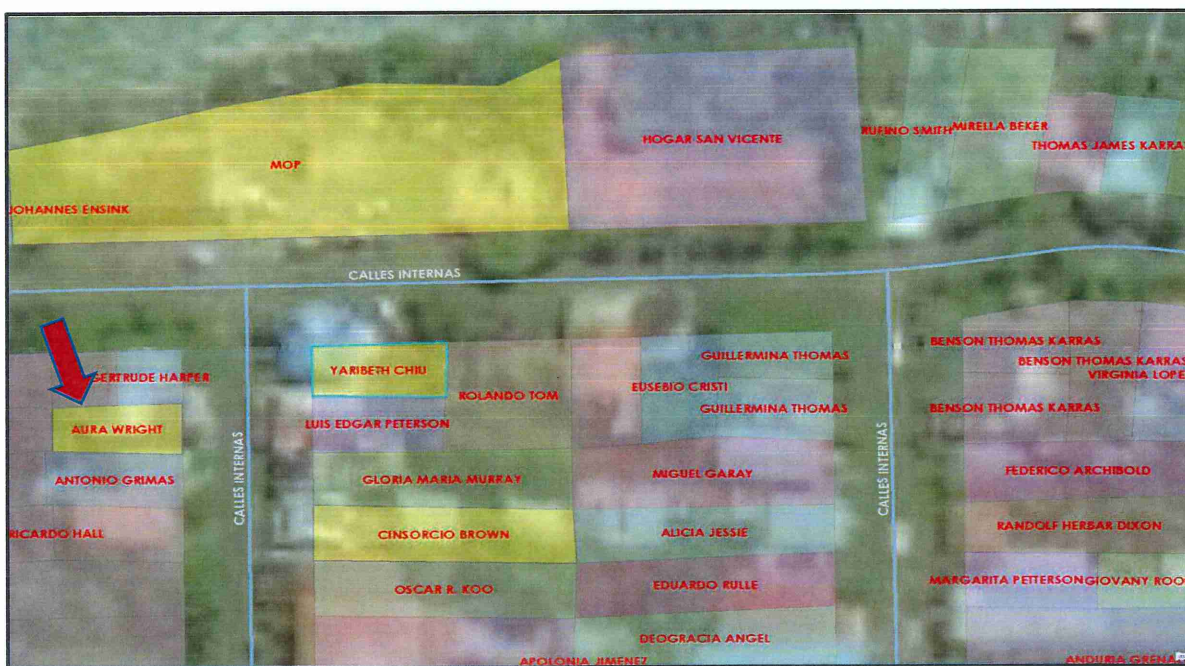 HOGAR SAN VICENTE
RUFINO SMITH
MIRELLA BEKER
THOMAS JAMES KARRAS
MOP
JOHANNES ENSINK
CALLES INTERNAS
GERTRUDE HARPER
YARIBETH CHIU
ROLANDO TOM
GUILLERMINA THOMAS
EUSEBIO CRISTI
GUILLERMINA THOMAS
BENSON THOMAS KARRAS
BENSON THOMAS KARRAS
VIRGINIA LOPE
BENSON THOMAS KARRAS
AURA WRIGHT
LUIS EDGAR PETERSON
ANTONIO GRIMAS
GLORIA MARIA MURRAY
MIGUEL GARAY
FEDERICO ARCHIBOLD
CALLES INTERNAS
CALLES INTERNAS
RICARDO HALL
CINSORCIO BROWN
ALICIA JESSIE
RANDOLF HERBAR DIXON
OSCAR R. KOO
EDUARDO RULLE
MARGARITA PETTERSON
GIOVANY ROO
DEOGRACIA ANGEL
APOLONIA JIMENEZ
ANDURIA GRENAS